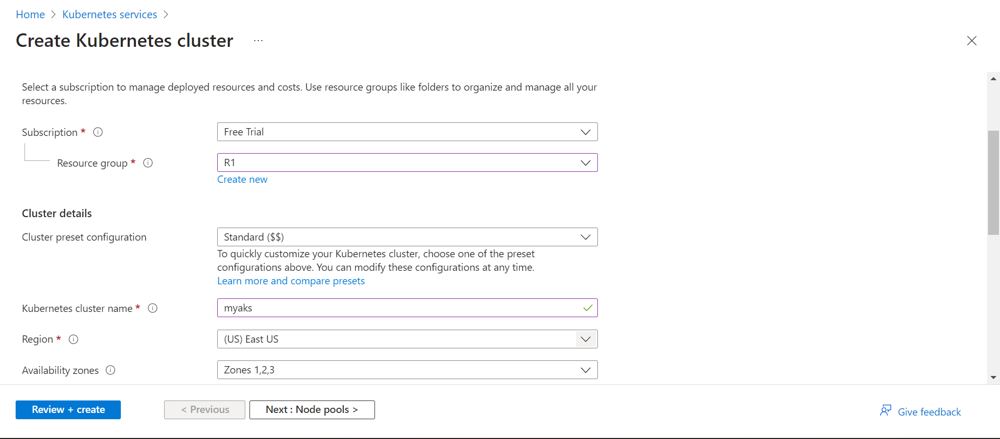 Home > Kubernetes services >
Create Kubernetes cluster ...
Select a subscription to manage deployed resources and costs. Use resource groups like folders to organize and manage all your
resources.
Subscription * Free Trial
Resource group * R1
Create new
Cluster details
Cluster preset configuration Standard ($$)
To quickly customize your Kubernetes cluster, choose one of the preset
configurations above. You can modify these configurations at any time.
Learn more and compare presets
Kubernetes cluster name * myaks
Region * (US) East US
Availability zones Zones 1,2,3
Review + create < Previous Next : Node pools > Give feedback